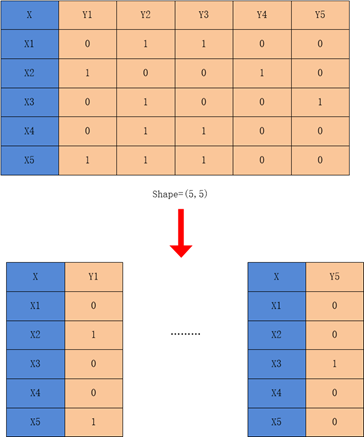 X Y1 Y2 Y3 Y4 Y5
X1 0 1 1 0 0
X2 1 0 0 1 0
X3 0 1 0 0 1
X4 0 1 1 0 0
X5 1 1 1 0 0
Shape=(5,5)
X Y1
X1 0
X2 1
X3 0
X4 0
X5 1
.........
X Y5
X1 0
X2 0
X3 1
X4 0
X5 0